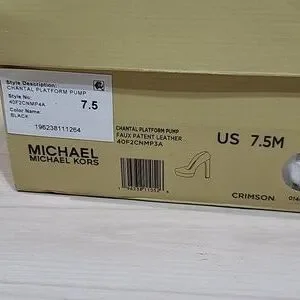 Style Description:
CHANTAL PLATFORM PUMP
Style No:
40F2CNMP4A
7.5
Color Name:
BLACK
196238111264
CHANTAL PLATFORM PUMP
FAUX PATENT LEATHER
40F2CNMP3A
US 7.5M
MICHAEL
MICHAEL KORS
CRIMSON